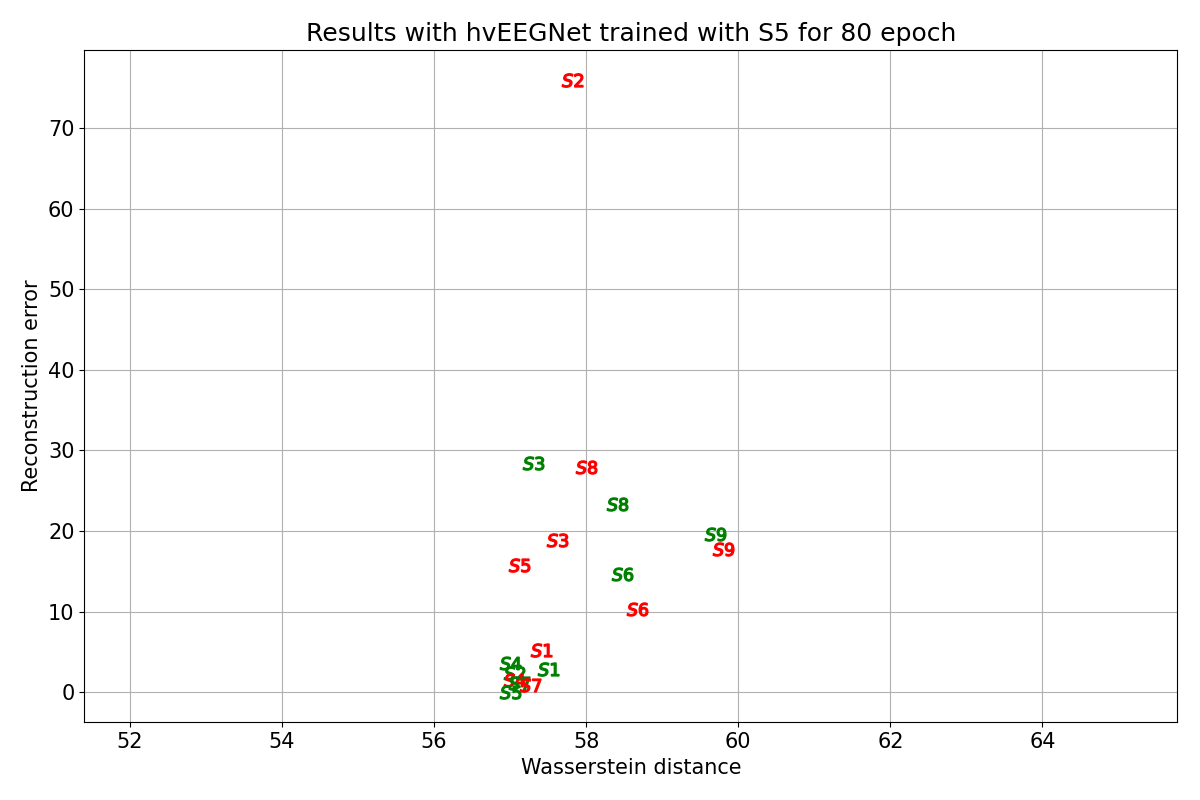 Results with hvEEGNet trained with S5 for 80 epoch
S2
70
60
50
40
30
20
10
0
Reconstruction error
S3
S8
S8
S9
S3
S9
S5
S6
S6
S1
S4
S1
S2
S7
S5
52
54
56
58
60
62
64
Wasserstein distance